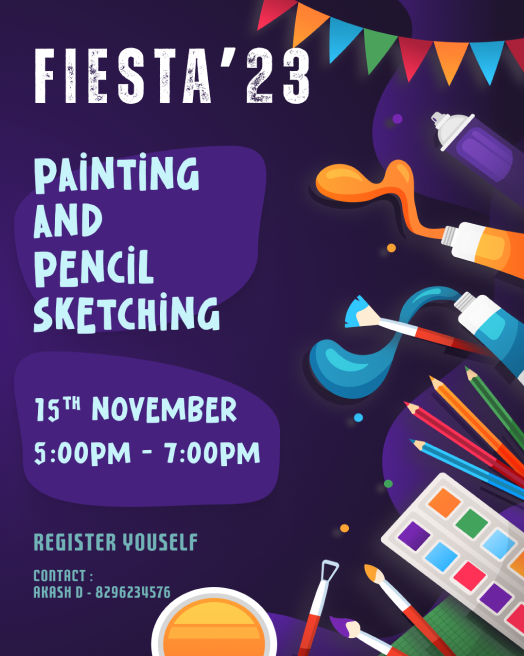 FIESTA'23
PAINTING
AND
PENCIL
SKETCHING
15TH NOVEMBER
5:00PM - 7:00PM
REGISTER YOUSELF
CONTACT :
AKASH D - 8296234576